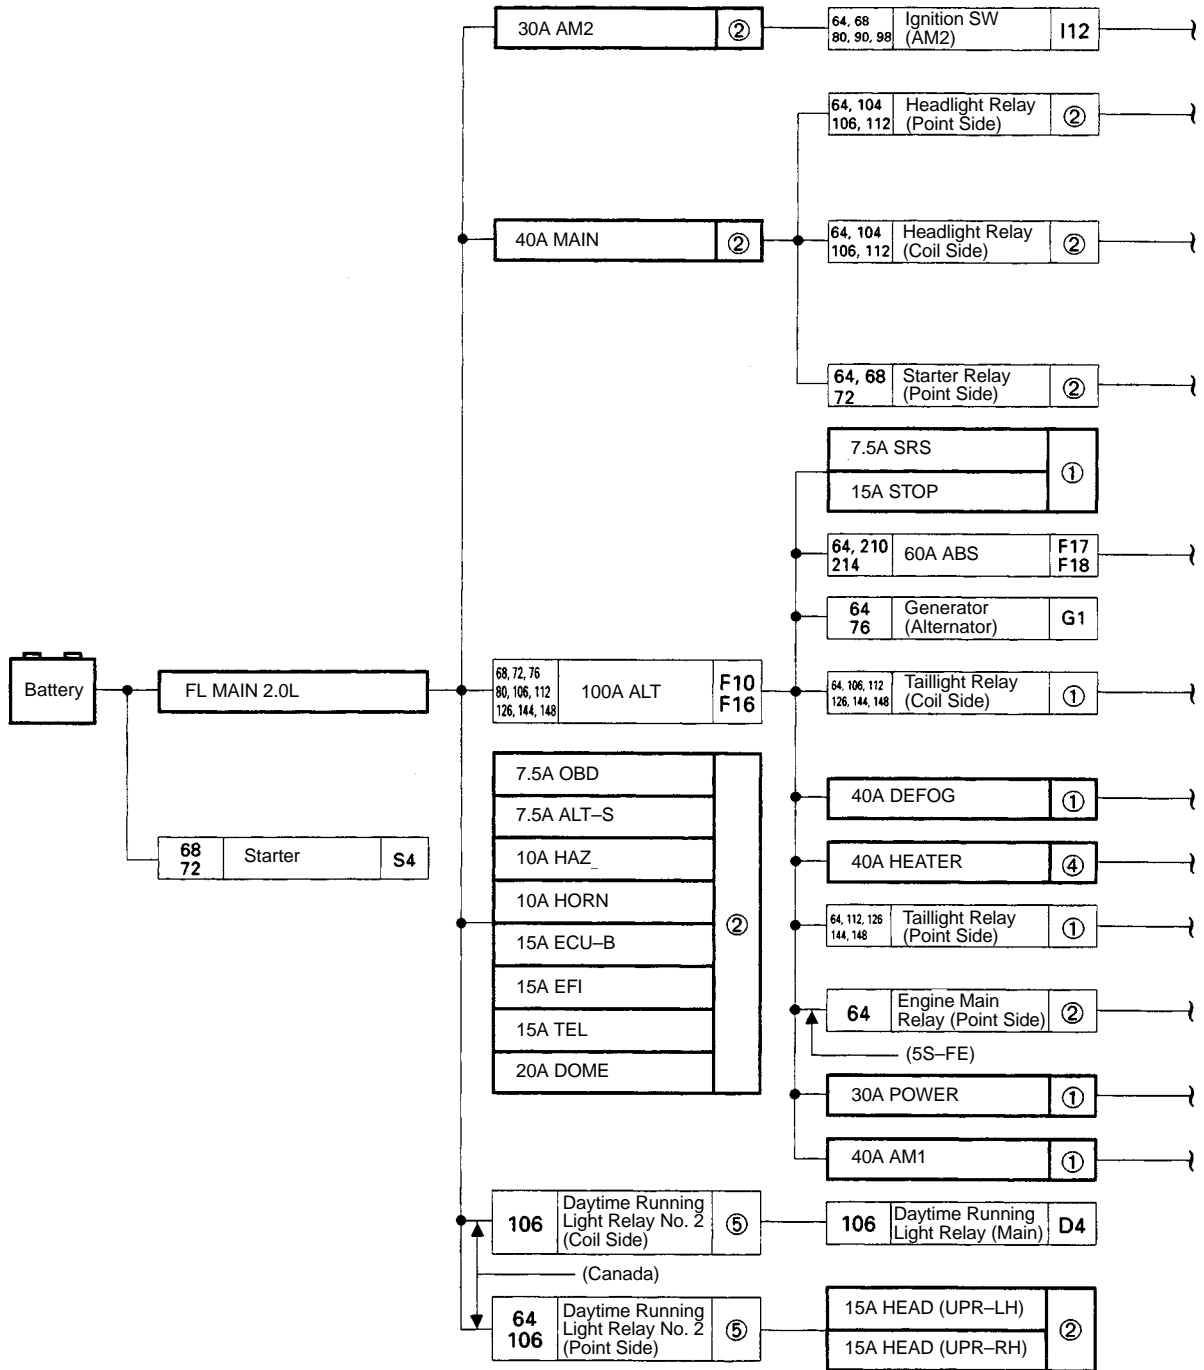 30A AM2 ②
64, 68
80, 90, 98
Ignition SW
(AM2)
I12
64, 104
106, 112
Headlight Relay
(Point Side)
②
40A MAIN ②
64, 104
106, 112
Headlight Relay
(Coil Side)
②
64, 68
72
Starter Relay
(Point Side)
②
7.5A SRS
15A STOP
①
64, 210
214
60A ABS
F17
F18
64
76
Generator
(Alternator)
G1
Battery
FL MAIN 2.0L
68, 72, 76
80, 106, 112
126, 144, 148
100A ALT
F10
F16
64, 106, 112
126, 144, 148
Taillight Relay
(Coil Side)
①
68
72
Starter
S4
7.5A OBD
7.5A ALT–S
10A HAZ_
10A HORN
15A ECU–B
15A EFI
15A TEL
20A DOME
②
40A DEFOG ①
40A HEATER ④
64, 112, 126
144, 148
Taillight Relay
(Point Side)
①
64
Engine Main
Relay (Point Side)
②
(5S–FE)
30A POWER ①
40A AM1 ①
106
Daytime Running
Light Relay No. 2
(Coil Side)
⑤
106
Daytime Running
Light Relay (Main)
D4
(Canada)
64
106
Daytime Running
Light Relay No. 2
(Point Side)
⑤
15A HEAD (UPR–LH)
15A HEAD (UPR–RH)
②